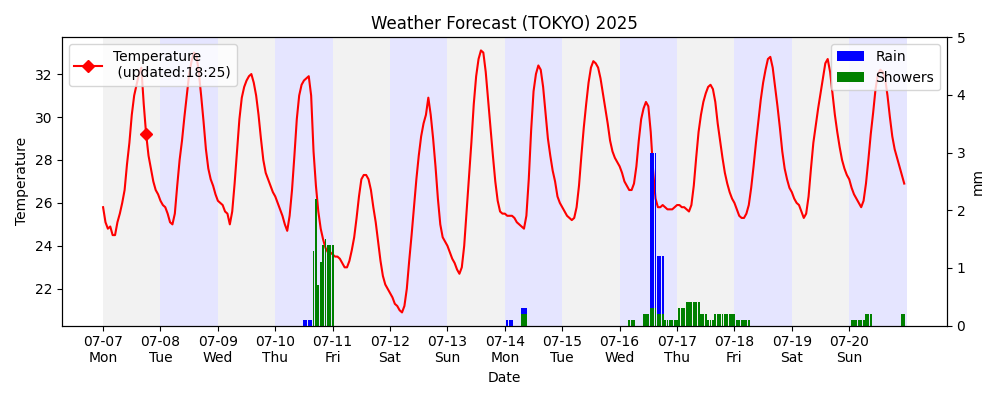 Weather Forecast (TOKYO) 2025
Temperature
(updated:18:25)
Rain
Showers
Temperature
32
30
28
26
24
22
5
4
3
2
1
0
mm
07-07 07-08 07-09 07-10 07-11 07-12 07-13 07-14 07-15 07-16 07-17 07-18 07-19 07-20
Mon Tue Wed Thu Fri Sat Sun Mon Tue Wed Thu Fri Sat Sun
Date